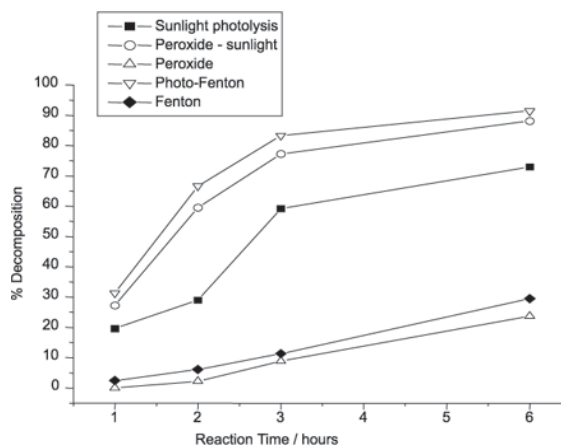 Sunlight photolysis
Peroxide - sunlight
Peroxide
Photo-Fenton
Fenton
100
90
80
70
60
50
40
30
20
10
0
% Decomposition
1 2 3 4 5 6
Reaction Time / hours